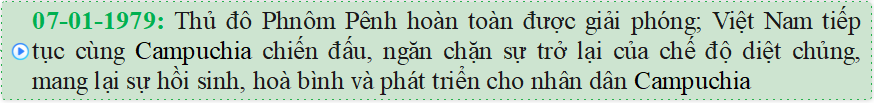 07-01-1979: Thủ đô Phnôm Pênh hoàn toàn được giải phóng; Việt Nam tiếp
tục cùng Campuchia chiến đấu, ngăn chặn sự trở lại của chế độ diệt chủng,
mang lại sự hồi sinh, hoà bình và phát triển cho nhân dân Campuchia